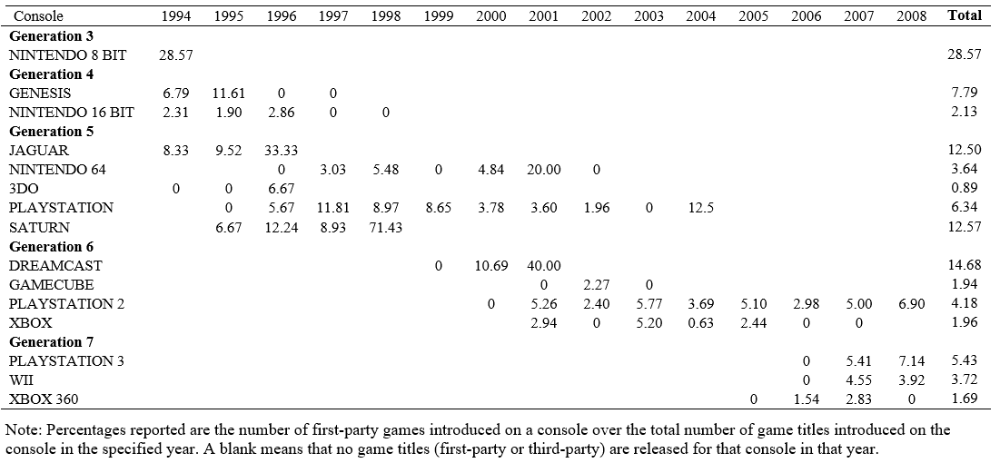 Console 1994 1995 1996 1997 1998 1999 2000 2001 2002 2003 2004 2005 2006 2007 2008 Total
Generation 3
NINTENDO 8 BIT 28.57 28.57
Generation 4
GENESIS 6.79 11.61 0 0 7.79
NINTENDO 16 BIT 2.31 1.90 2.86 0 0 2.13
Generation 5
JAGUAR 8.33 9.52 33.33 12.50
NINTENDO 64 0 3.03 5.48 0 4.84 20.00 0 3.64
3DO 0 0 6.67 0.89
PLAYSTATION 0 5.67 11.81 8.97 8.65 3.78 3.60 1.96 0 12.5 6.34
SATURN 6.67 12.24 8.93 71.43 12.57
Generation 6
DREAMCAST 0 10.69 40.00 14.68
GAMECUBE 0 2.27 0 1.94
PLAYSTATION 2 0 5.26 2.40 5.77 3.69 5.10 2.98 5.00 6.90 4.18
XBOX 2.94 0 5.20 0.63 2.44 0 0 1.96
Generation 7
PLAYSTATION 3 0 5.41 7.14 5.43
WII 0 4.55 3.92 3.72
XBOX 360 0 1.54 2.83 0 1.69
Note: Percentages reported are the number of first-party games introduced on a console over the total number of game titles introduced on the
console in the specified year. A blank means that no game titles (first-party or third-party) are released for that console in that year.